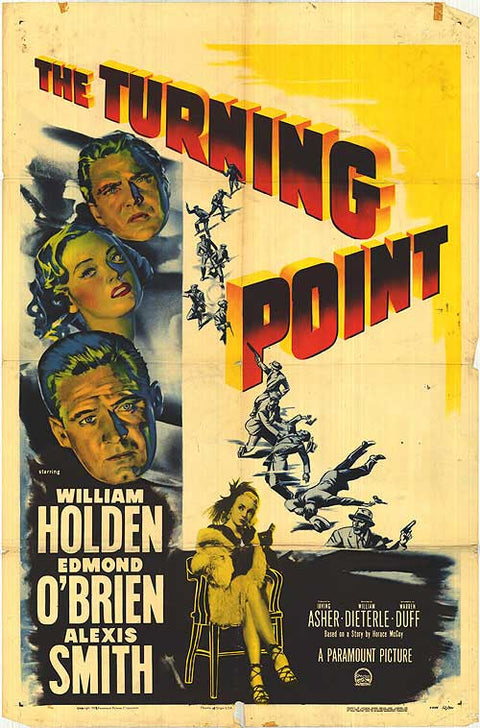 THE TURNING
POINT
starring
WILLIAM
HOLDEN
EDMOND
O'BRIEN
ALEXIS
SMITH
IRVING WILLIAM WARREN
ASHER · DIETERLE · DUFF
Based on a Story by Horace McCoy
A PARAMOUNT PICTURE